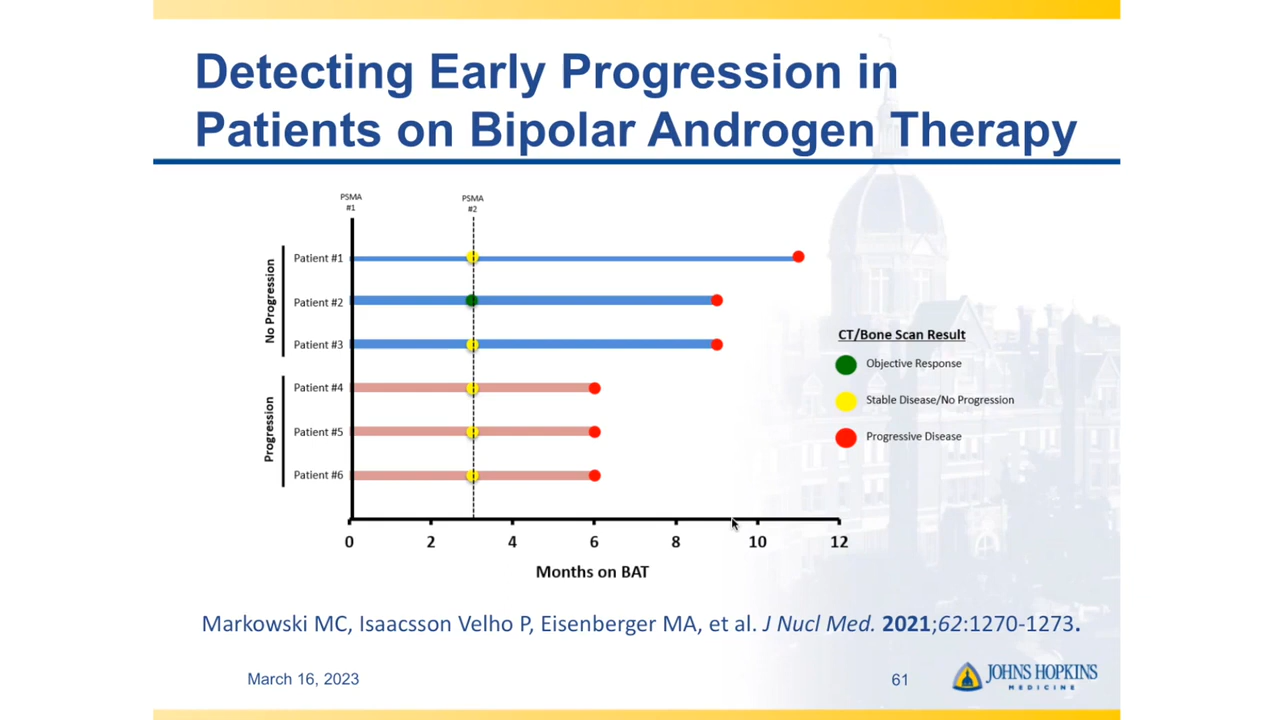 Detecting Early Progression in
Patients on Bipolar Androgen Therapy
PSMA
#1
PSMA
#2
No Progression
Patient #1
Patient #2
Patient #3
Progression
Patient #4
Patient #5
Patient #6
CT/Bone Scan Result
Objective Response
Stable Disease/No Progression
Progressive Disease
0 2 4 6 8 10 12
Months on BAT
Markowski MC, Isaacsson Velho P, Eisenberger MA, et al. J Nucl Med. 2021;62:1270-1273.
March 16, 2023
61
JOHNS HOPKINS
MEDICINE